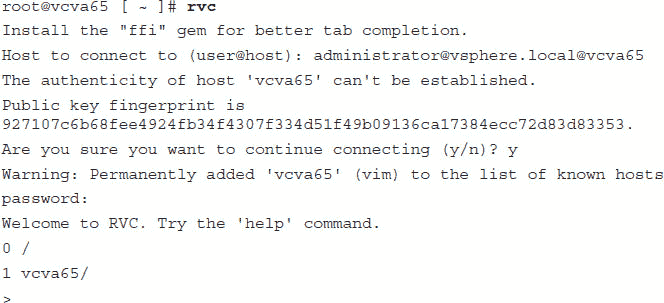 root@vcva65 [ ~ ]# rvc
Install the "ffi" gem for better tab completion.
Host to connect to (user@host): administrator@vsphere.local@vcva65
The authenticity of host 'vcva65' can't be established.
Public key fingerprint is
927107c6b68fee4924fb34f4307f334d51f49b09136ca17384ecc72d83d83353.
Are you sure you want to continue connecting (y/n)? y
Warning: Permanently added 'vcva65' (vim) to the list of known hosts
password:
Welcome to RVC. Try the 'help' command.
0 /
1 vcva65/
>